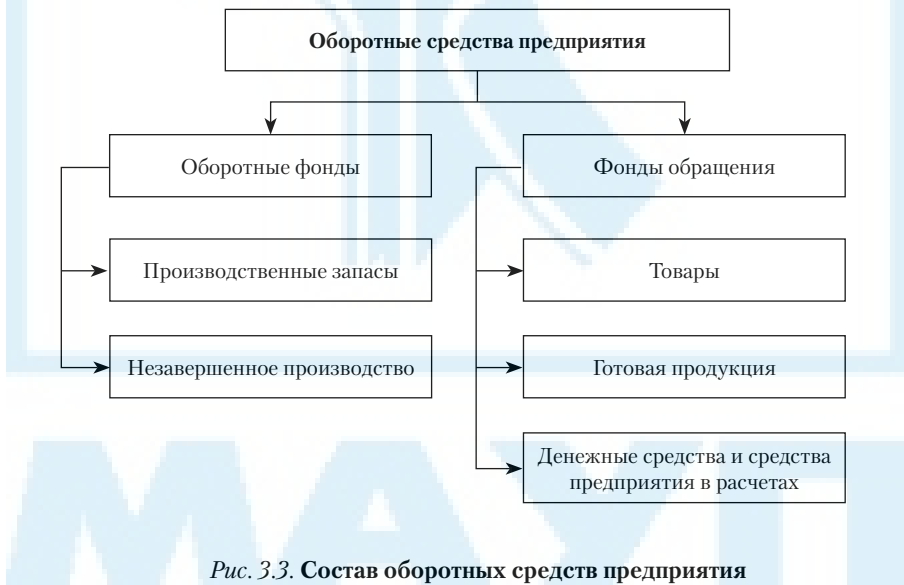 Оборотные средства предприятия
Оборотные фонды
Фонды обращения
Производственные запасы
Товары
Незавершенное производство
Готовая продукция
Денежные средства и средства
предприятия в расчетах
МАУП
Рис. 3.3. Состав оборотных средств предприятия